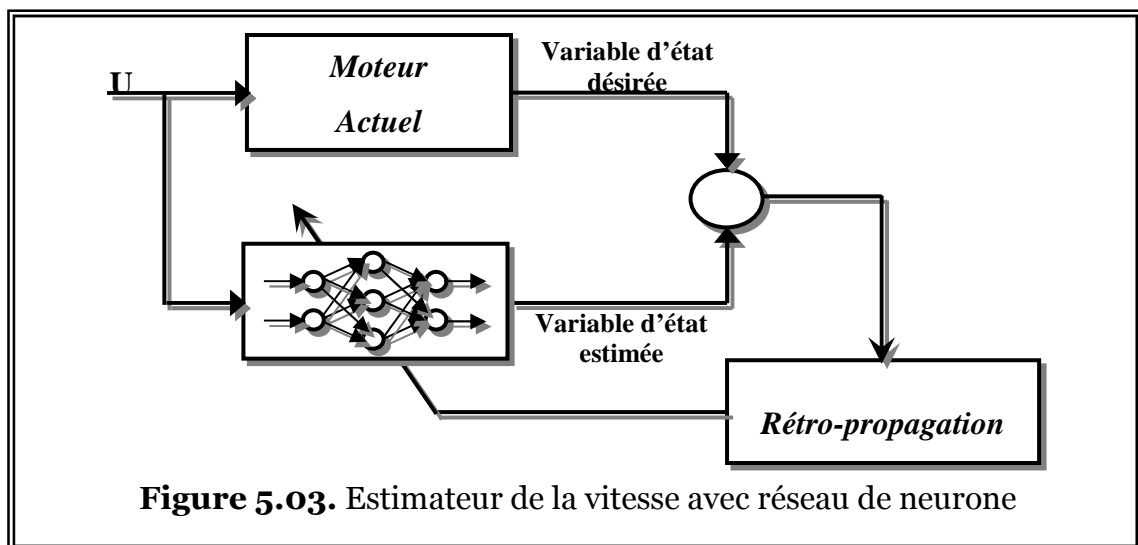 U
Moteur
Actuel
Variable d'état
désirée
Variable d'état
estimée
Rétro-propagation
Figure 5.03. Estimateur de la vitesse avec réseau de neurone